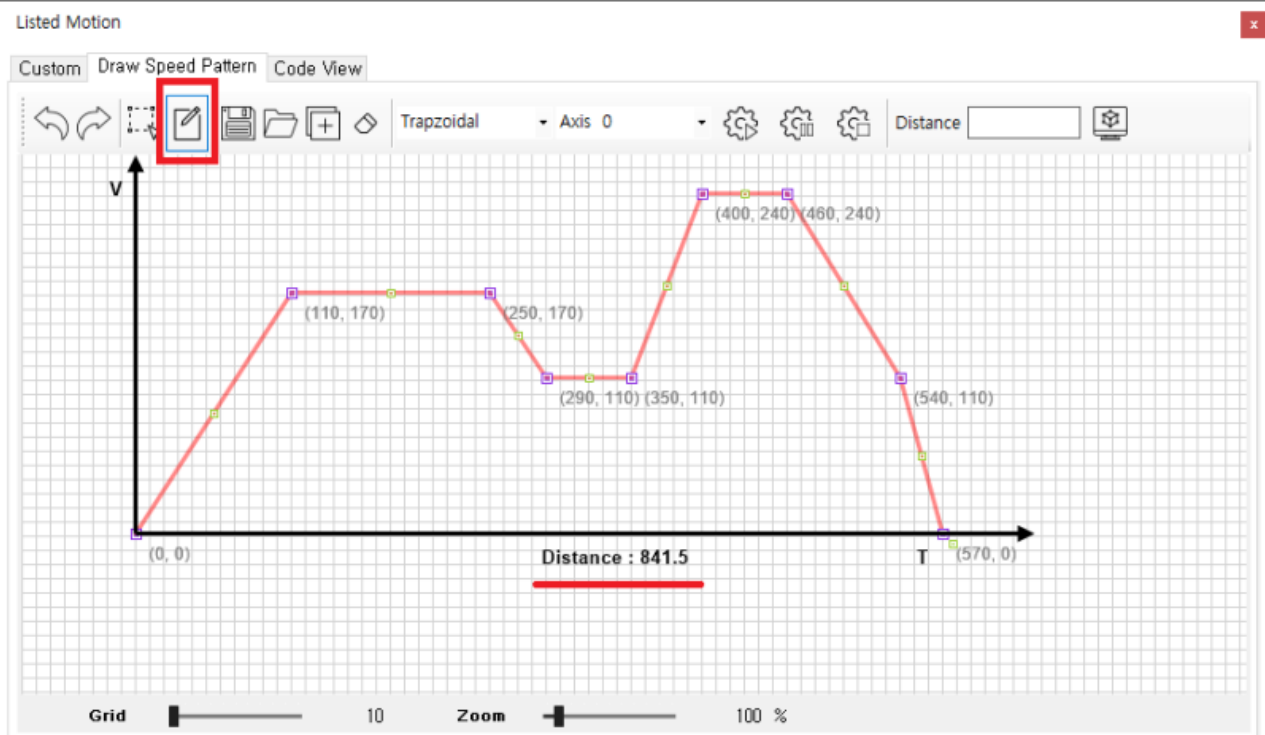 Listed Motion
x
Custom Draw Speed Pattern Code View
Trapzoidal Axis 0 Distance
V
(400, 240) (460, 240)
(110, 170) (250, 170)
(290, 110) (350, 110) (540, 110)
(0, 0) Distance : 841.5 T (570, 0)
Grid 10 Zoom 100 %